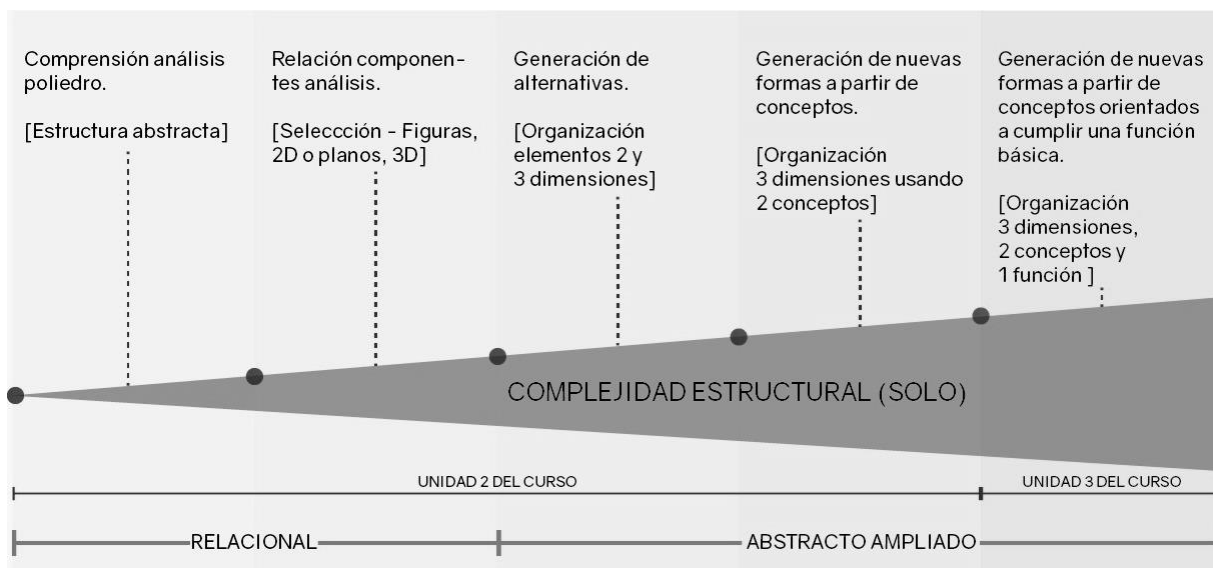 Comprensión análisis
poliedro.
[Estructura abstracta]
Relación componen-
tes análisis.
[Seleccción - Figuras,
2D o planos, 3D]
Generación de
alternativas.
[Organización
elementos 2 y
3 dimensiones]
Generación de nuevas
formas a partir de
conceptos.
[Organización
3 dimensiones usando
2 conceptos]
Generación de nuevas
formas a partir de
conceptos orientados
a cumplir una función
básica.
[Organización
3 dimensiones,
2 conceptos y
1 función ]
COMPLEJIDAD ESTRUCTURAL (SOLO)
UNIDAD 2 DEL CURSO
UNIDAD 3 DEL CURSO
RELACIONAL
ABSTRACTO AMPLIADO